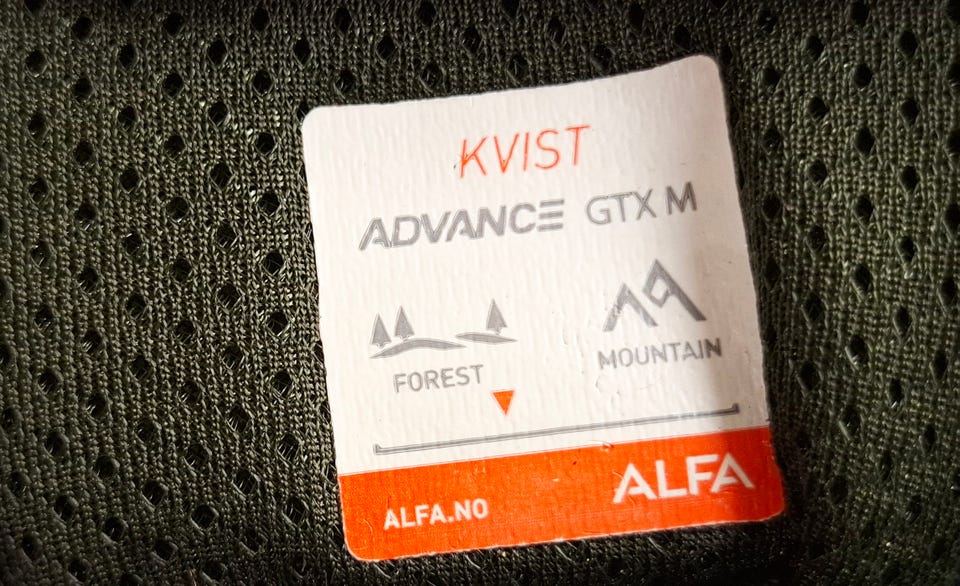 KVIST
ADVANCE GTX M
FOREST MOUNTAIN
ALFA.NO ALFA